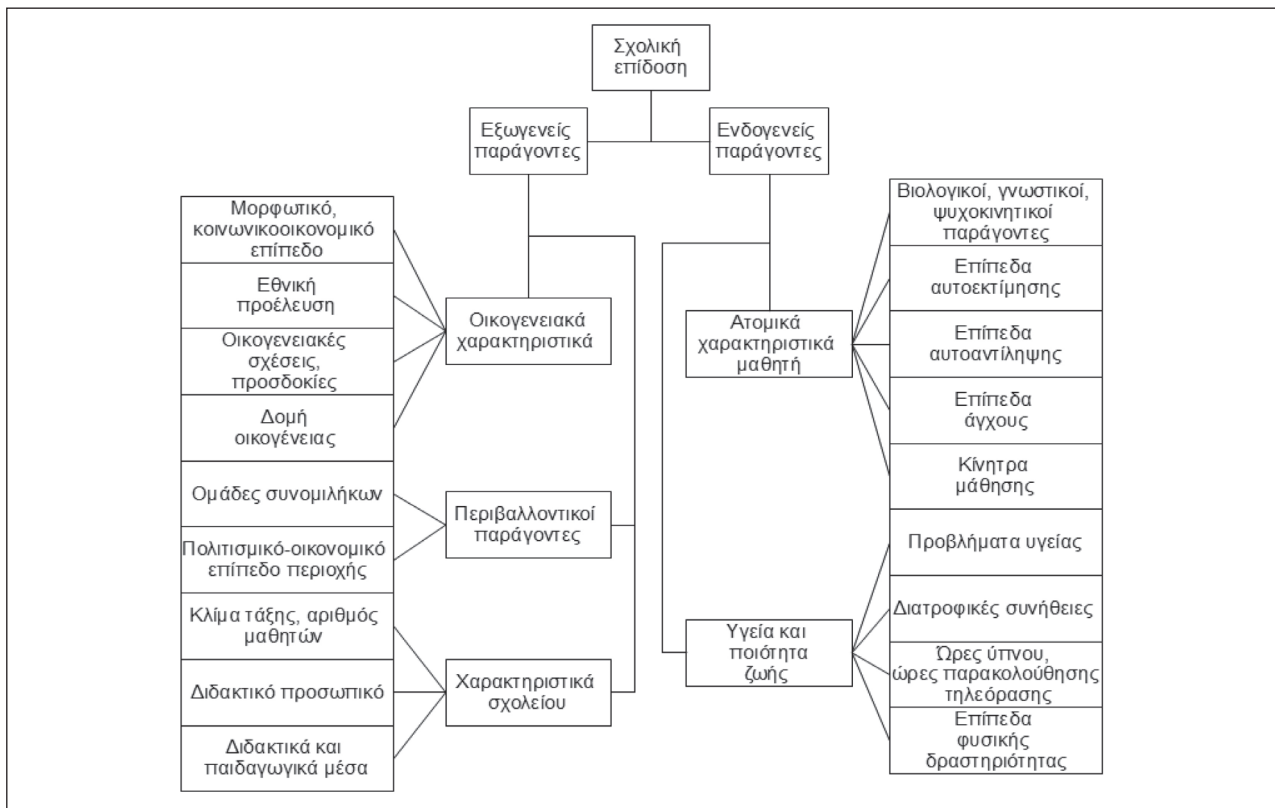 Σχολική
επίδοση
Εξωγενείς
παράγοντες
Ενδογενείς
παράγοντες
Μορφωτικό,
κοινωνικοοικονομικό
επίπεδο
Εθνική
προέλευση
Οικογενειακές
σχέσεις,
προσδοκίες
Δομή
οικογένειας
Ομάδες συνομιλήκων
Πολιτισμικό-οικονομικό
επίπεδο περιοχής
Κλίμα τάξης, αριθμός
μαθητών
Διδακτικό προσωπικό
Διδακτικά και
παιδαγωγικά μέσα
Οικογενειακά
χαρακτηριστικά
Περιβαλλοντικοί
παράγοντες
Χαρακτηριστικά
σχολείου
Ατομικά
χαρακτηριστικά
μαθητή
Υγεία και
ποιότητα
ζωής
Βιολογικοί, γνωστικοί,
ψυχοκινητικοί
παράγοντες
Επίπεδα
αυτοεκτίμησης
Επίπεδα
αυτοαντίληψης
Επίπεδα
άγχους
Κίνητρα
μάθησης
Προβλήματα υγείας
Διατροφικές συνήθειες
Ώρες ύπνου,
ώρες παρακολούθησης
τηλεόρασης
Επίπεδα
φυσικής
δραστηριότητας